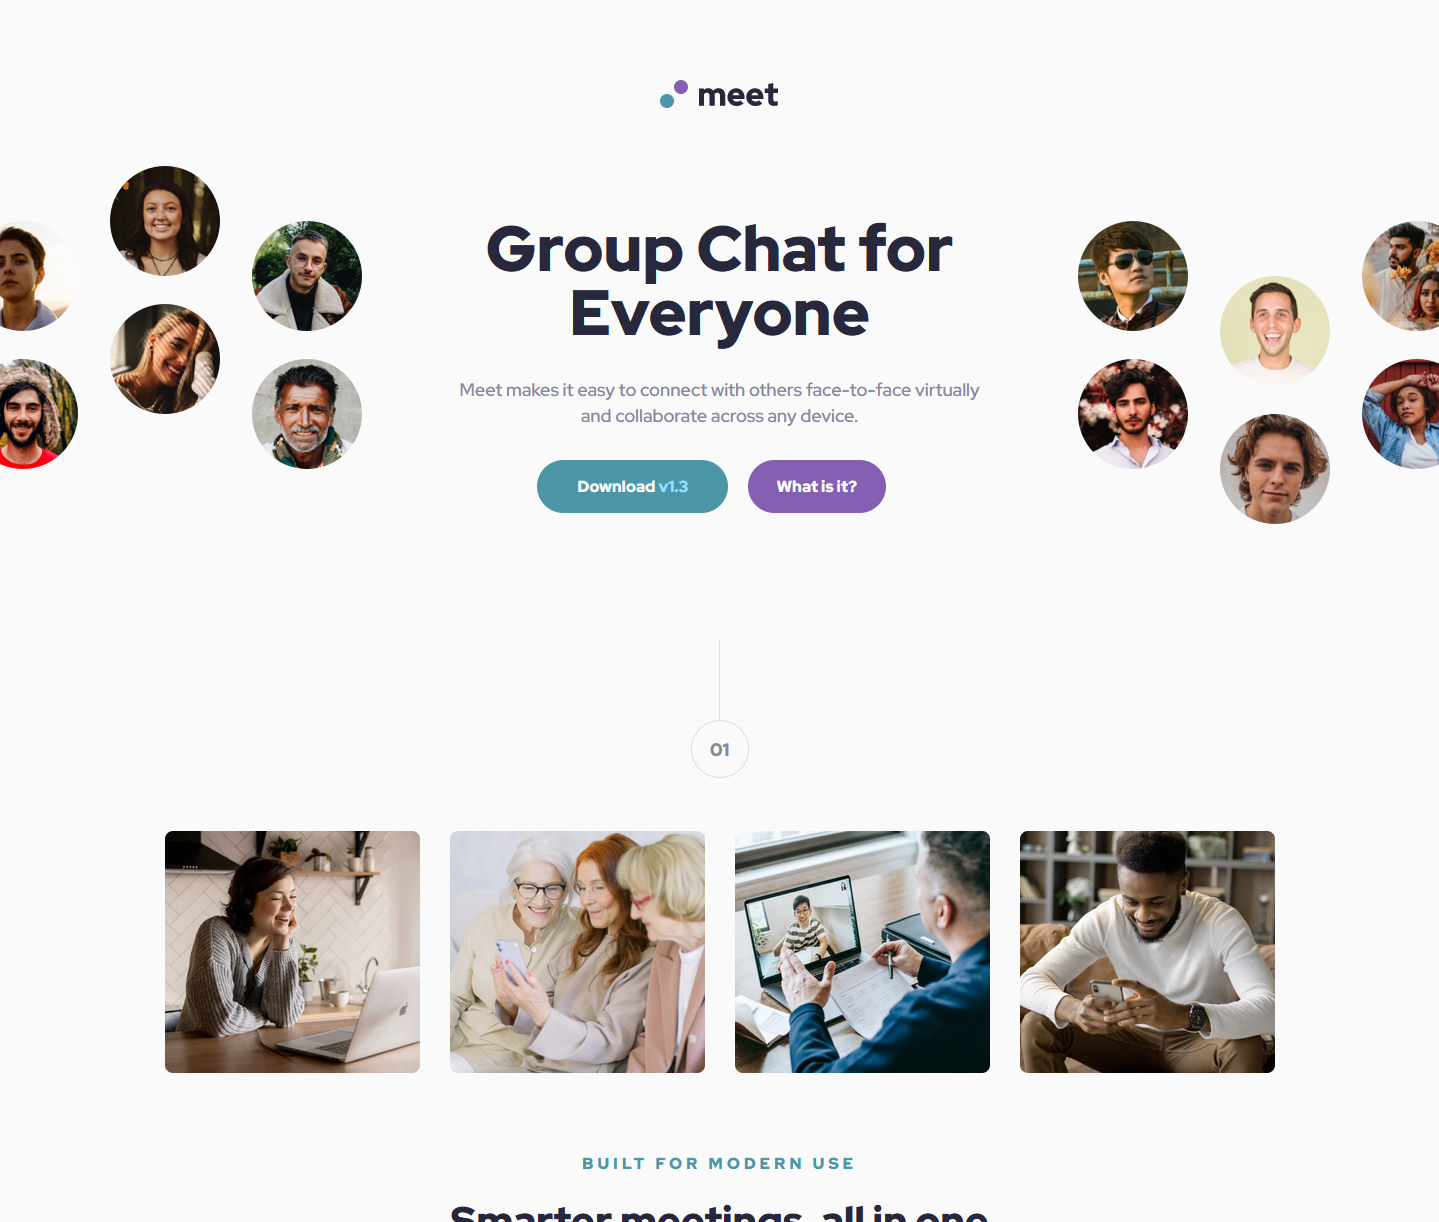 meet
Group Chat for
Everyone
Meet makes it easy to connect with others face-to-face virtually
and collaborate across any device.
Download v1.3
What is it?
01
BUILT FOR MODERN USE
Smarter meetings, all in one